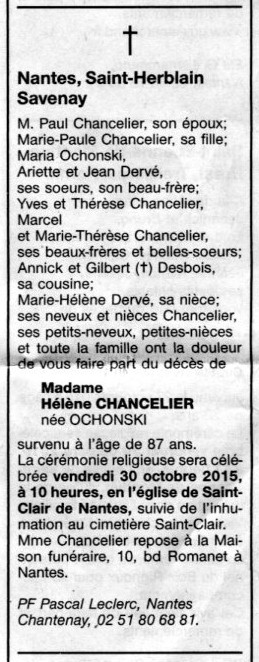 Nantes, Saint-Herblain
Savenay
M. Paul Chancelier, son époux;
Marie-Paule Chancelier, sa fille;
Maria Ochonski,
Ariette et Jean Dervé,
ses soeurs, son beau-frère;
Yves et Thérèse Chancelier,
Marcel
et Marie-Thérèse Chancelier,
ses beaux-frères et belles-soeurs;
Annick et Gilbert (†) Desbois,
sa cousine;
Marie-Hélène Dervé, sa nièce;
ses neveux et nièces Chancelier,
ses petits-neveux, petites-nièces
et toute la famille ont la douleur
de vous faire part du décès de
Madame
Hélène CHANCELIER
née OCHONSKI
survenu à l'âge de 87 ans.
La cérémonie religieuse sera célé-
brée vendredi 30 octobre 2015,
à 10 heures, en l'église de Saint-
Clair de Nantes, suivie de l'inhu-
mation au cimetière Saint-Clair.
Mme Chancelier repose à la Mai-
son funéraire, 10, bd Romanet à
Nantes.
PF Pascal Leclerc, Nantes
Chantenay, 02 51 80 68 81.